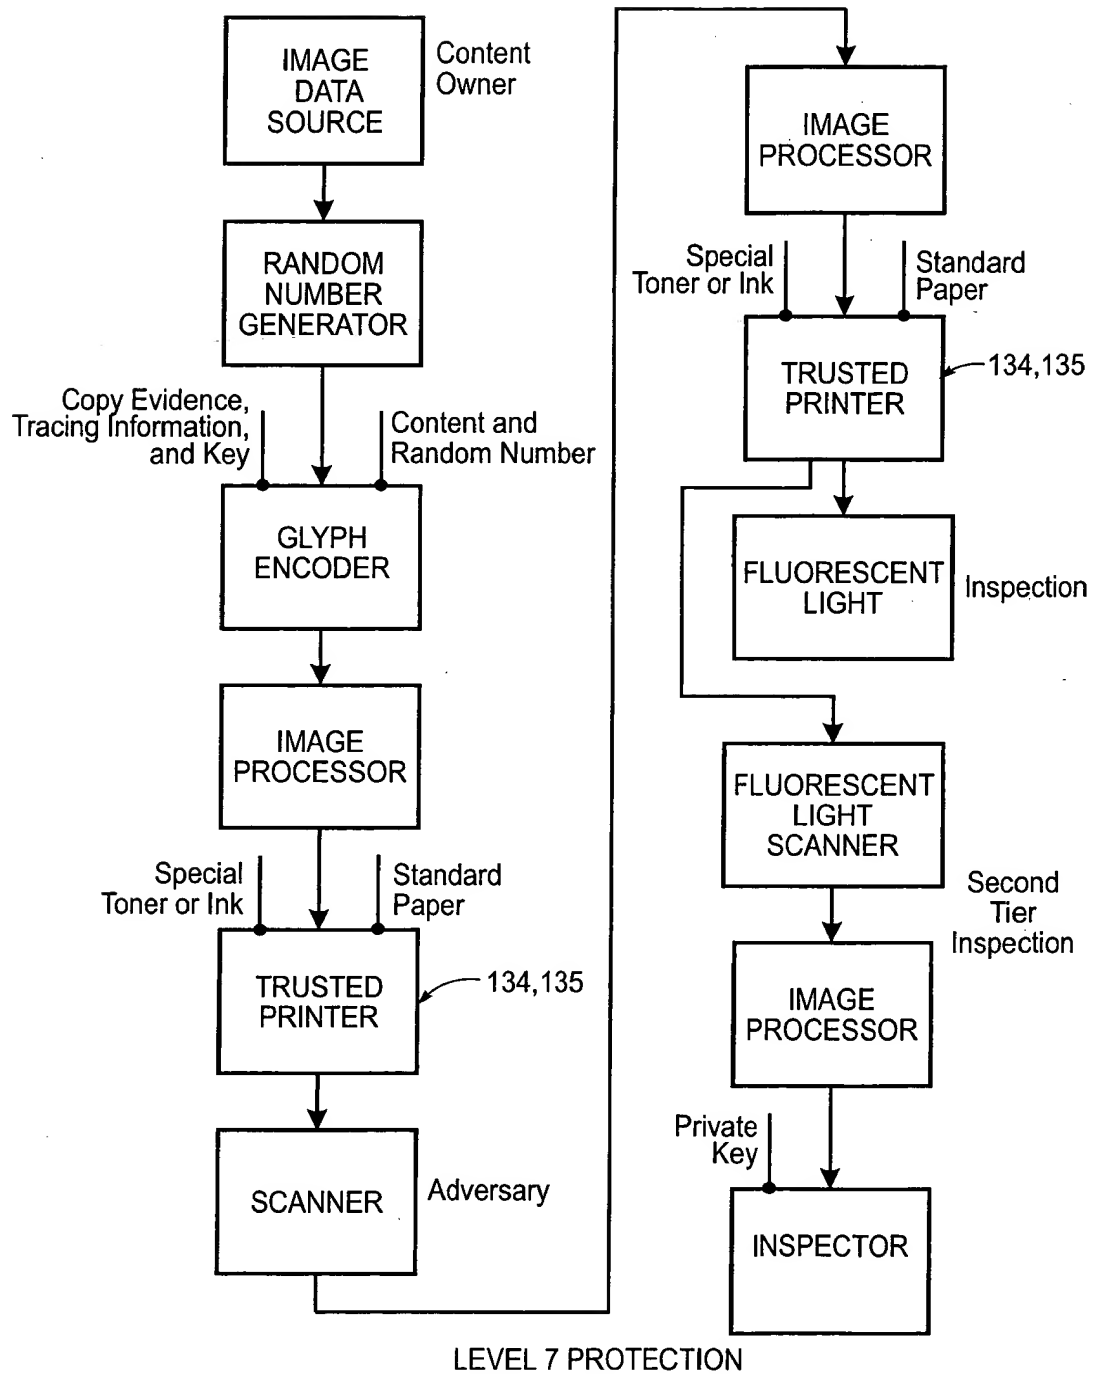 IMAGE
DATA
SOURCE
Content
Owner
RANDOM
NUMBER
GENERATOR
Copy Evidence,
Tracing Information,
and Key
Content and
Random Number
GLYPH
ENCODER
IMAGE
PROCESSOR
Special
Toner or Ink
Standard
Paper
TRUSTED
PRINTER
134,135
SCANNER
Adversary
IMAGE
PROCESSOR
Special
Toner or Ink
Standard
Paper
TRUSTED
PRINTER
134,135
FLUORESCENT
LIGHT
Inspection
FLUORESCENT
LIGHT
SCANNER
Second
Tier
Inspection
IMAGE
PROCESSOR
Private
Key
INSPECTOR
LEVEL 7 PROTECTION